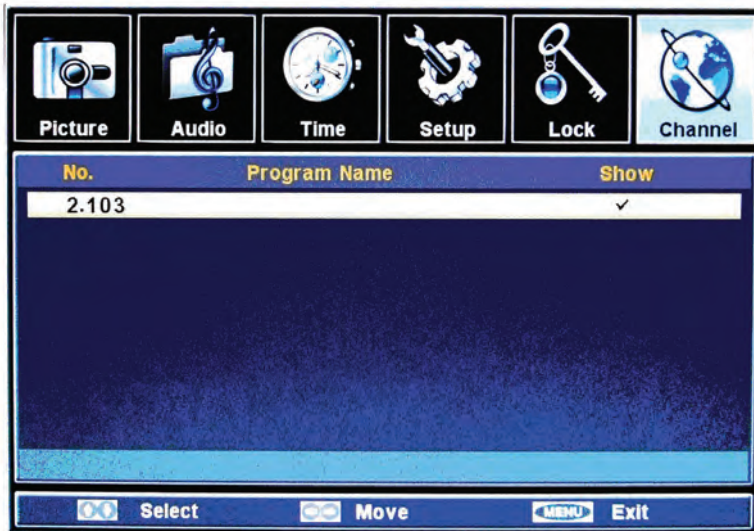 Picture Audio Time Setup Lock Channel
No. Program Name Show
2.103 ✓
Select Move MENU Exit